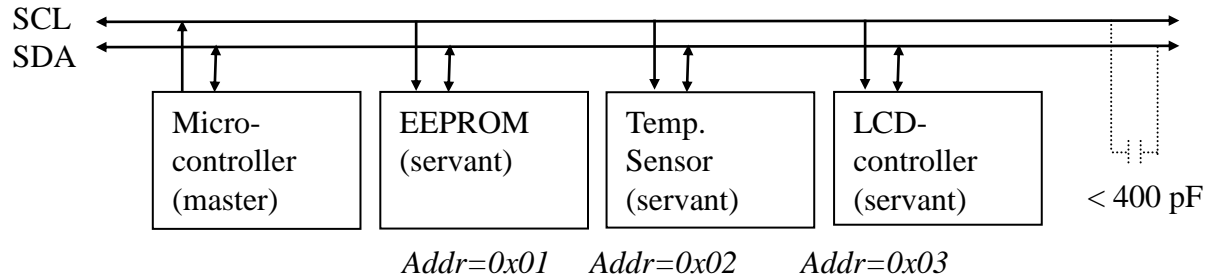 SCL
SDA
Micro-
controller
(master)
EEPROM
(servant)
Temp.
Sensor
(servant)
LCD-
controller
(servant)
< 400 pF
Addr=0x01
Addr=0x02
Addr=0x03